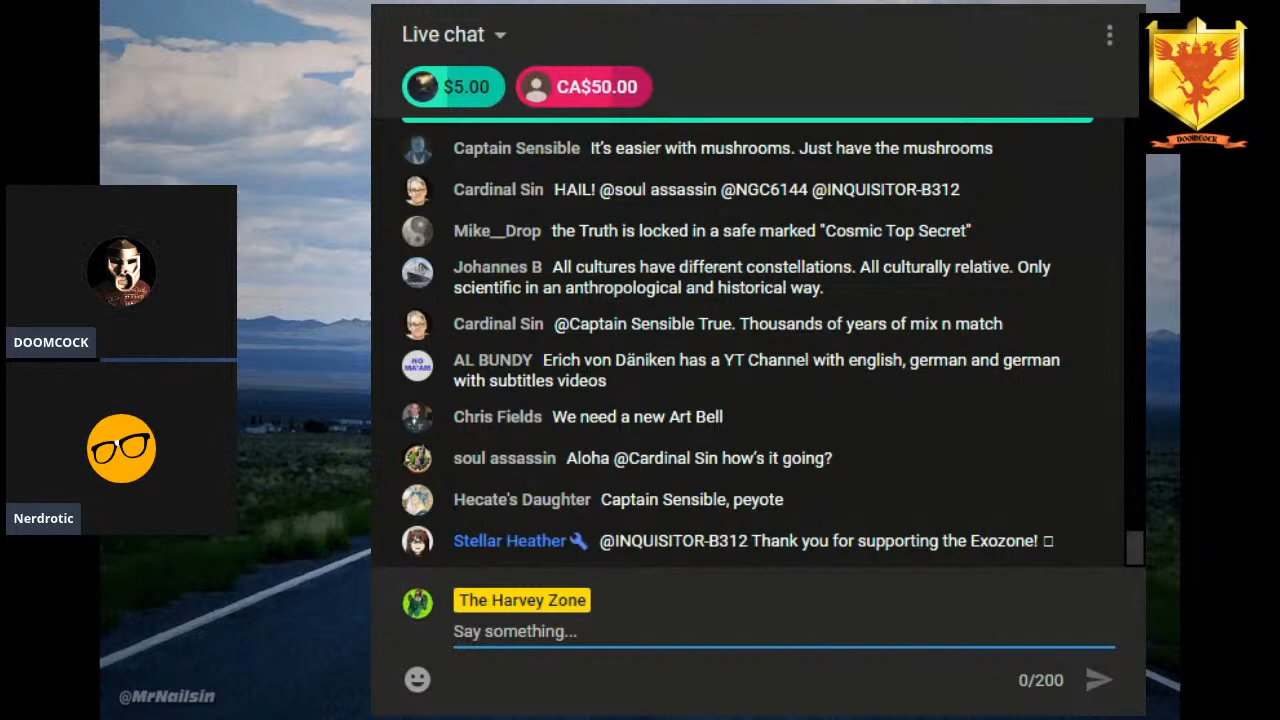 Live chat
$5.00
CA$50.00
DOOMCOCK
Captain Sensible It's easier with mushrooms. Just have the mushrooms
Cardinal Sin HAIL! @soul assassin @NGC6144 @INQUISITOR-B312
Mike__Drop the Truth is locked in a safe marked "Cosmic Top Secret"
Johannes B All cultures have different constellations. All culturally relative. Only
scientific in an anthropological and historical way.
Cardinal Sin @Captain Sensible True. Thousands of years of mix n match
DOOMCOCK
NO
MA'AM
AL BUNDY Erich von Däniken has a YT Channel with english, german and german
with subtitles videos
Chris Fields We need a new Art Bell
soul assassin Aloha @Cardinal Sin how's it going?
Hecate's Daughter Captain Sensible, peyote
Nerdrotic
Stellar Heather @INQUISITOR-B312 Thank you for supporting the Exozone!
The Harvey Zone
Say something...
0/200
@MrNailsin